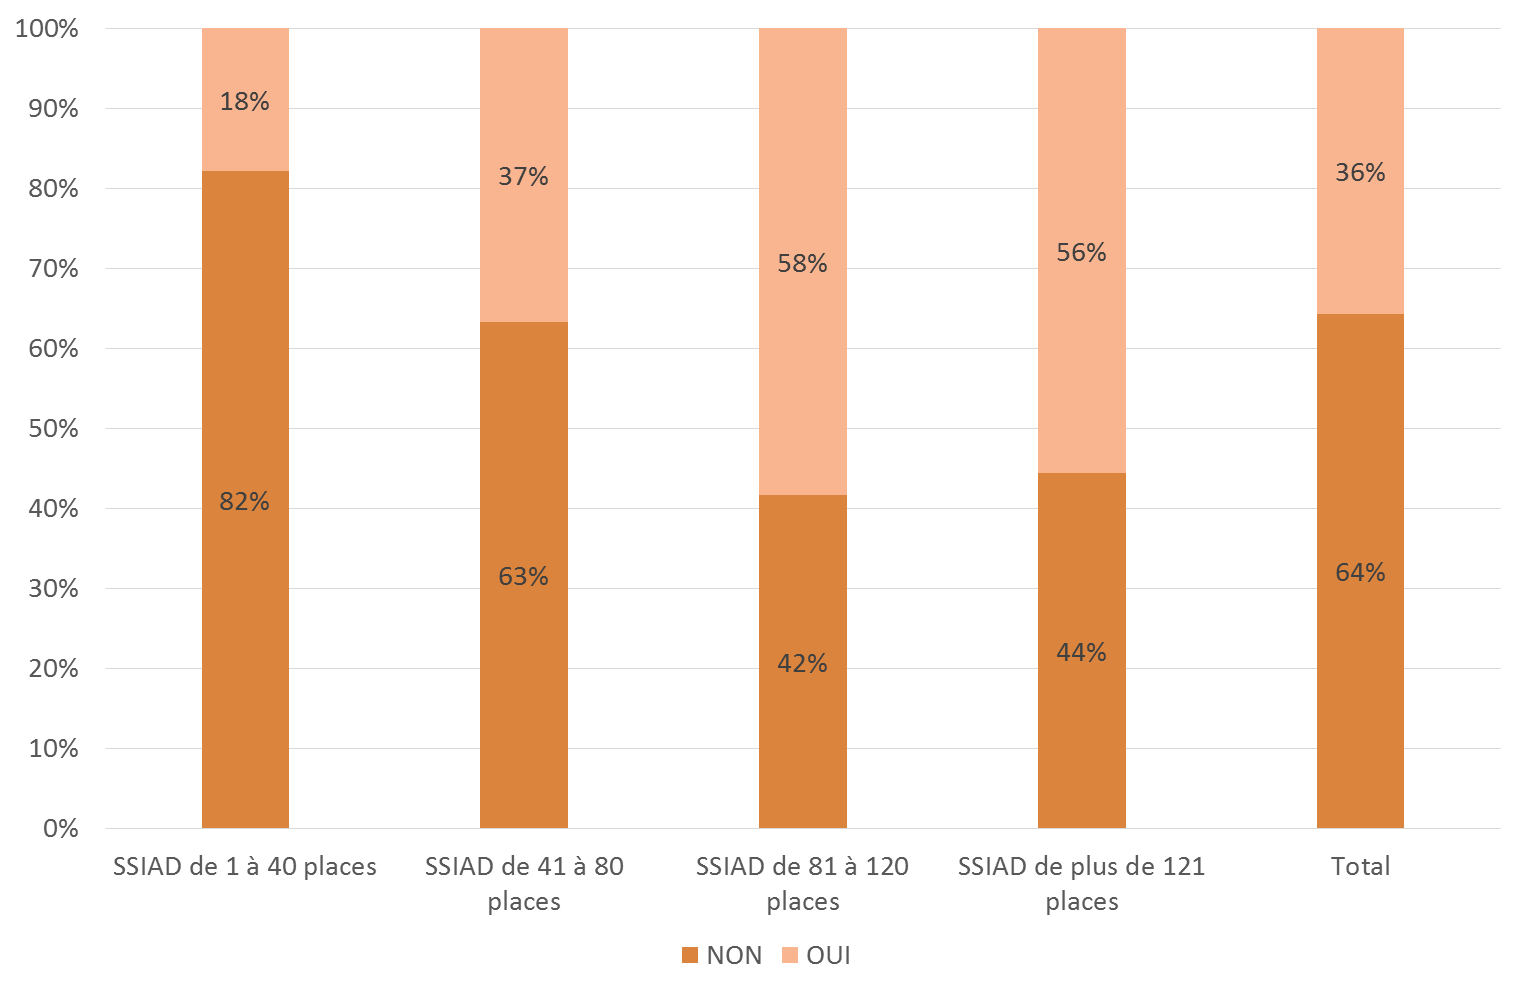 100%
90%
80%
70%
60%
50%
40%
30%
20%
10%
0%
18%
82%
37%
63%
58%
42%
56%
44%
36%
64%
SSIAD de 1 à 40 places
SSIAD de 41 à 80
places
SSIAD de 81 à 120
places
SSIAD de plus de 121
places
Total
NON
OUI